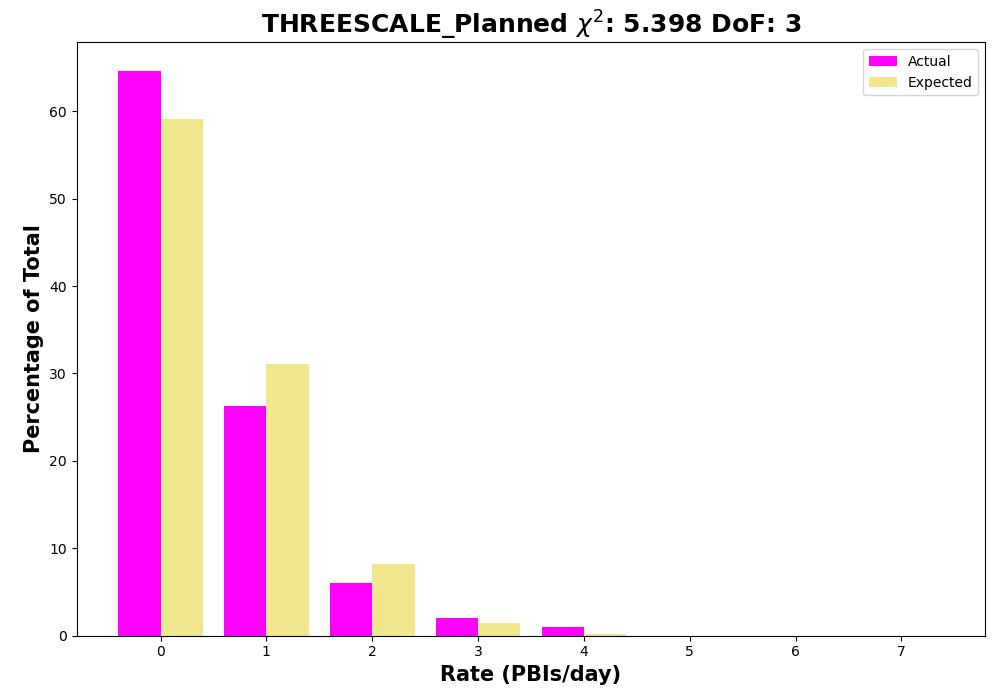 THREESCALE_Planned χ²: 5.398 DoF: 3
Actual
Expected
Percentage of Total
60
50
40
30
20
10
0
0 1 2 3 4 5 6 7
Rate (PBIs/day)